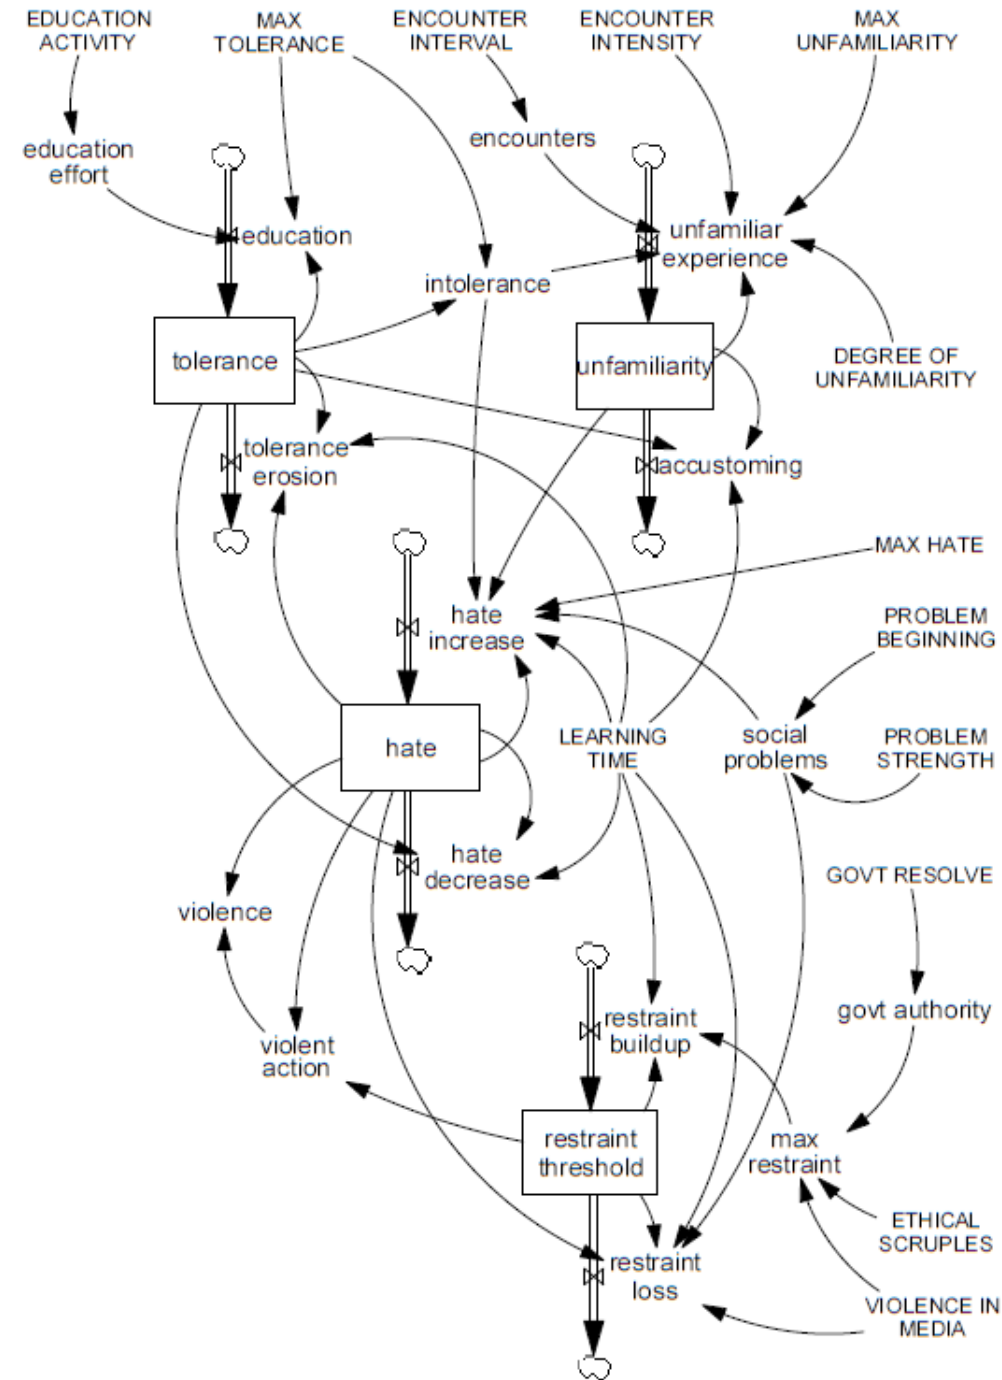 EDUCATION
ACTIVITY
MAX
TOLERANCE
ENCOUNTER
INTERVAL
ENCOUNTER
INTENSITY
MAX
UNFAMILIARITY
encounters
education
effort
education
unfamiliar
experience
intolerance
tolerance
unfamiliarity
DEGREE OF
UNFAMILIARITY
tolerance
erosion
accustoming
MAX HATE
hate
increase
PROBLEM
BEGINNING
hate
LEARNING
TIME
social
problems
PROBLEM
STRENGTH
hate
decrease
GOVT RESOLVE
violence
restraint
buildup
govt authority
violent
action
restraint
threshold
max
restraint
ETHICAL
SCRUPLES
restraint
loss
VIOLENCE IN
MEDIA